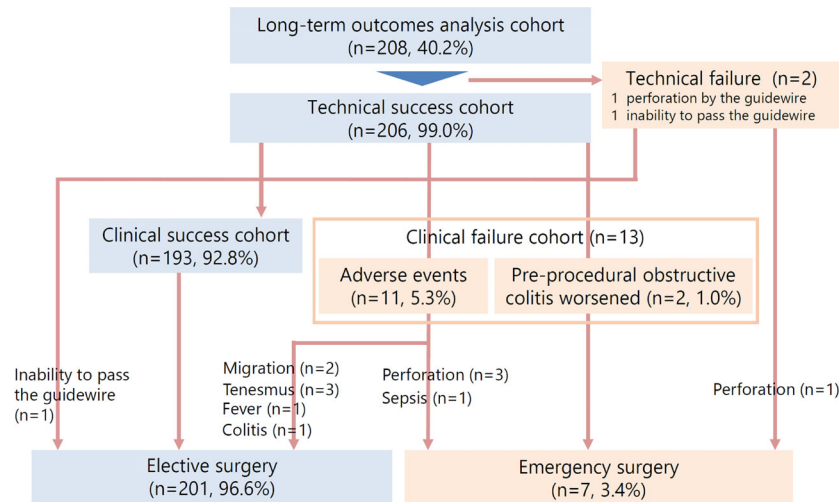 Long-term outcomes analysis cohort
(n=208, 40.2%)
Technical failure (n=2)
1 perforation by the guidewire
1 inability to pass the guidewire
Technical success cohort
(n=206, 99.0%)
Clinical success cohort
(n=193, 92.8%)
Clinical failure cohort (n=13)
Adverse events
(n=11, 5.3%)
Pre-procedural obstructive
colitis worsened (n=2, 1.0%)
Inability to pass
the guidewire
(n=1)
Migration (n=2)
Tenesmus (n=3)
Fever (n=1)
Colitis (n=1)
Perforation (n=3)
Sepsis (n=1)
Perforation (n=1)
Elective surgery
(n=201, 96.6%)
Emergency surgery
(n=7, 3.4%)